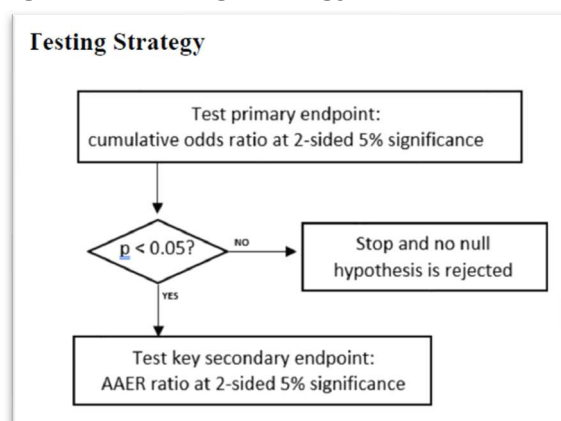 Testing Strategy
Test primary endpoint:
cumulative odds ratio at 2-sided 5% significance
p < 0.05?
NO
Stop and no null
hypothesis is rejected
YES
Test key secondary endpoint:
AAER ratio at 2-sided 5% significance